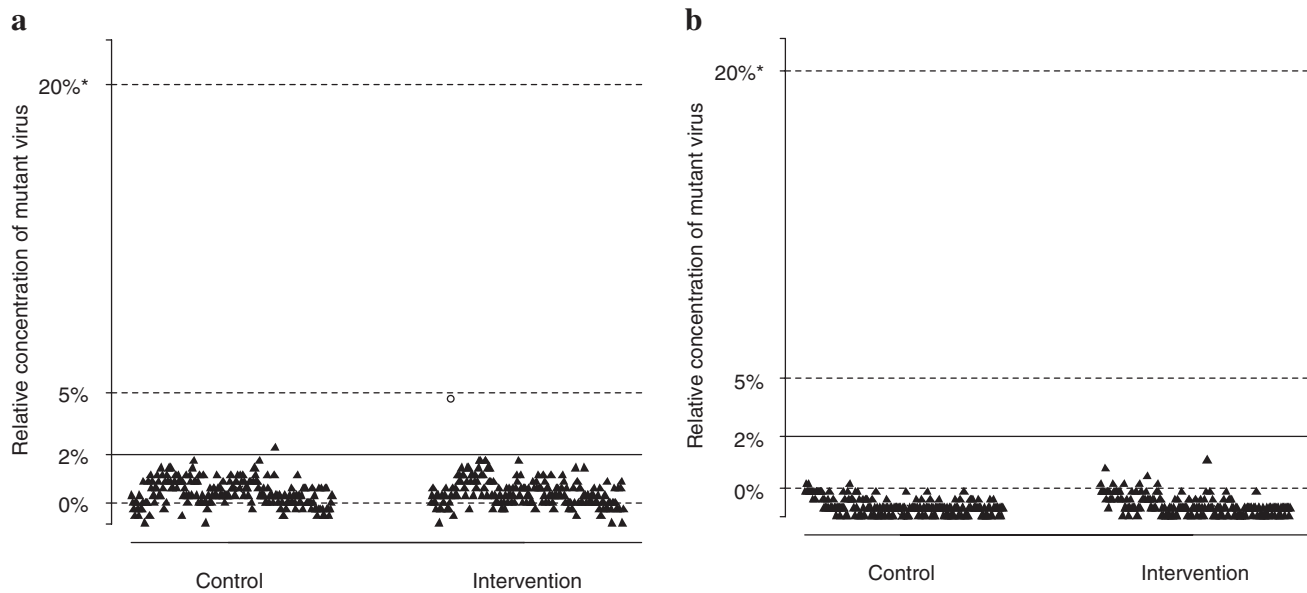 a
Relative concentration of mutant virus
20%*
5%
2%
0%
Control
Intervention
b
Relative concentration of mutant virus
20%*
5%
2%
0%
Control
Intervention